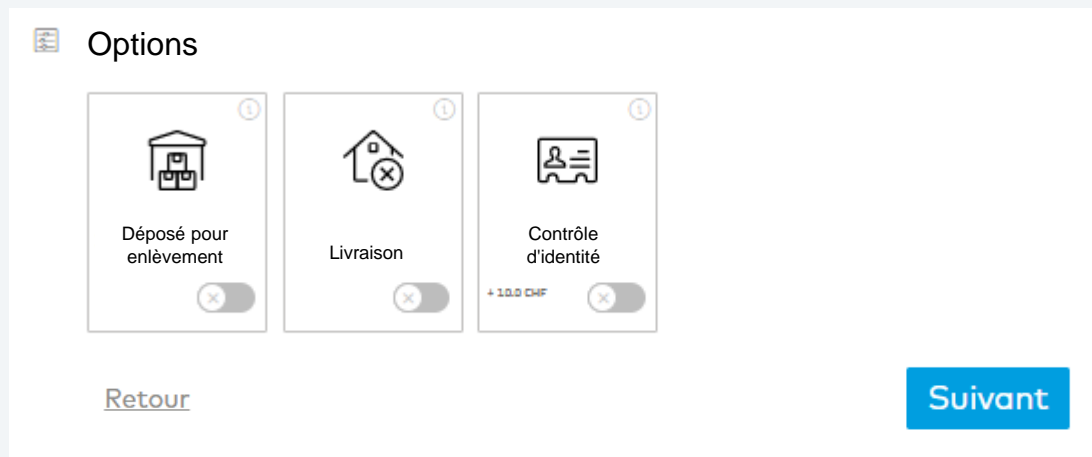 Options
Déposé pour
enlèvement
Livraison
Contrôle
d'identité
+ 10.0 CHF
Retour
Suivant